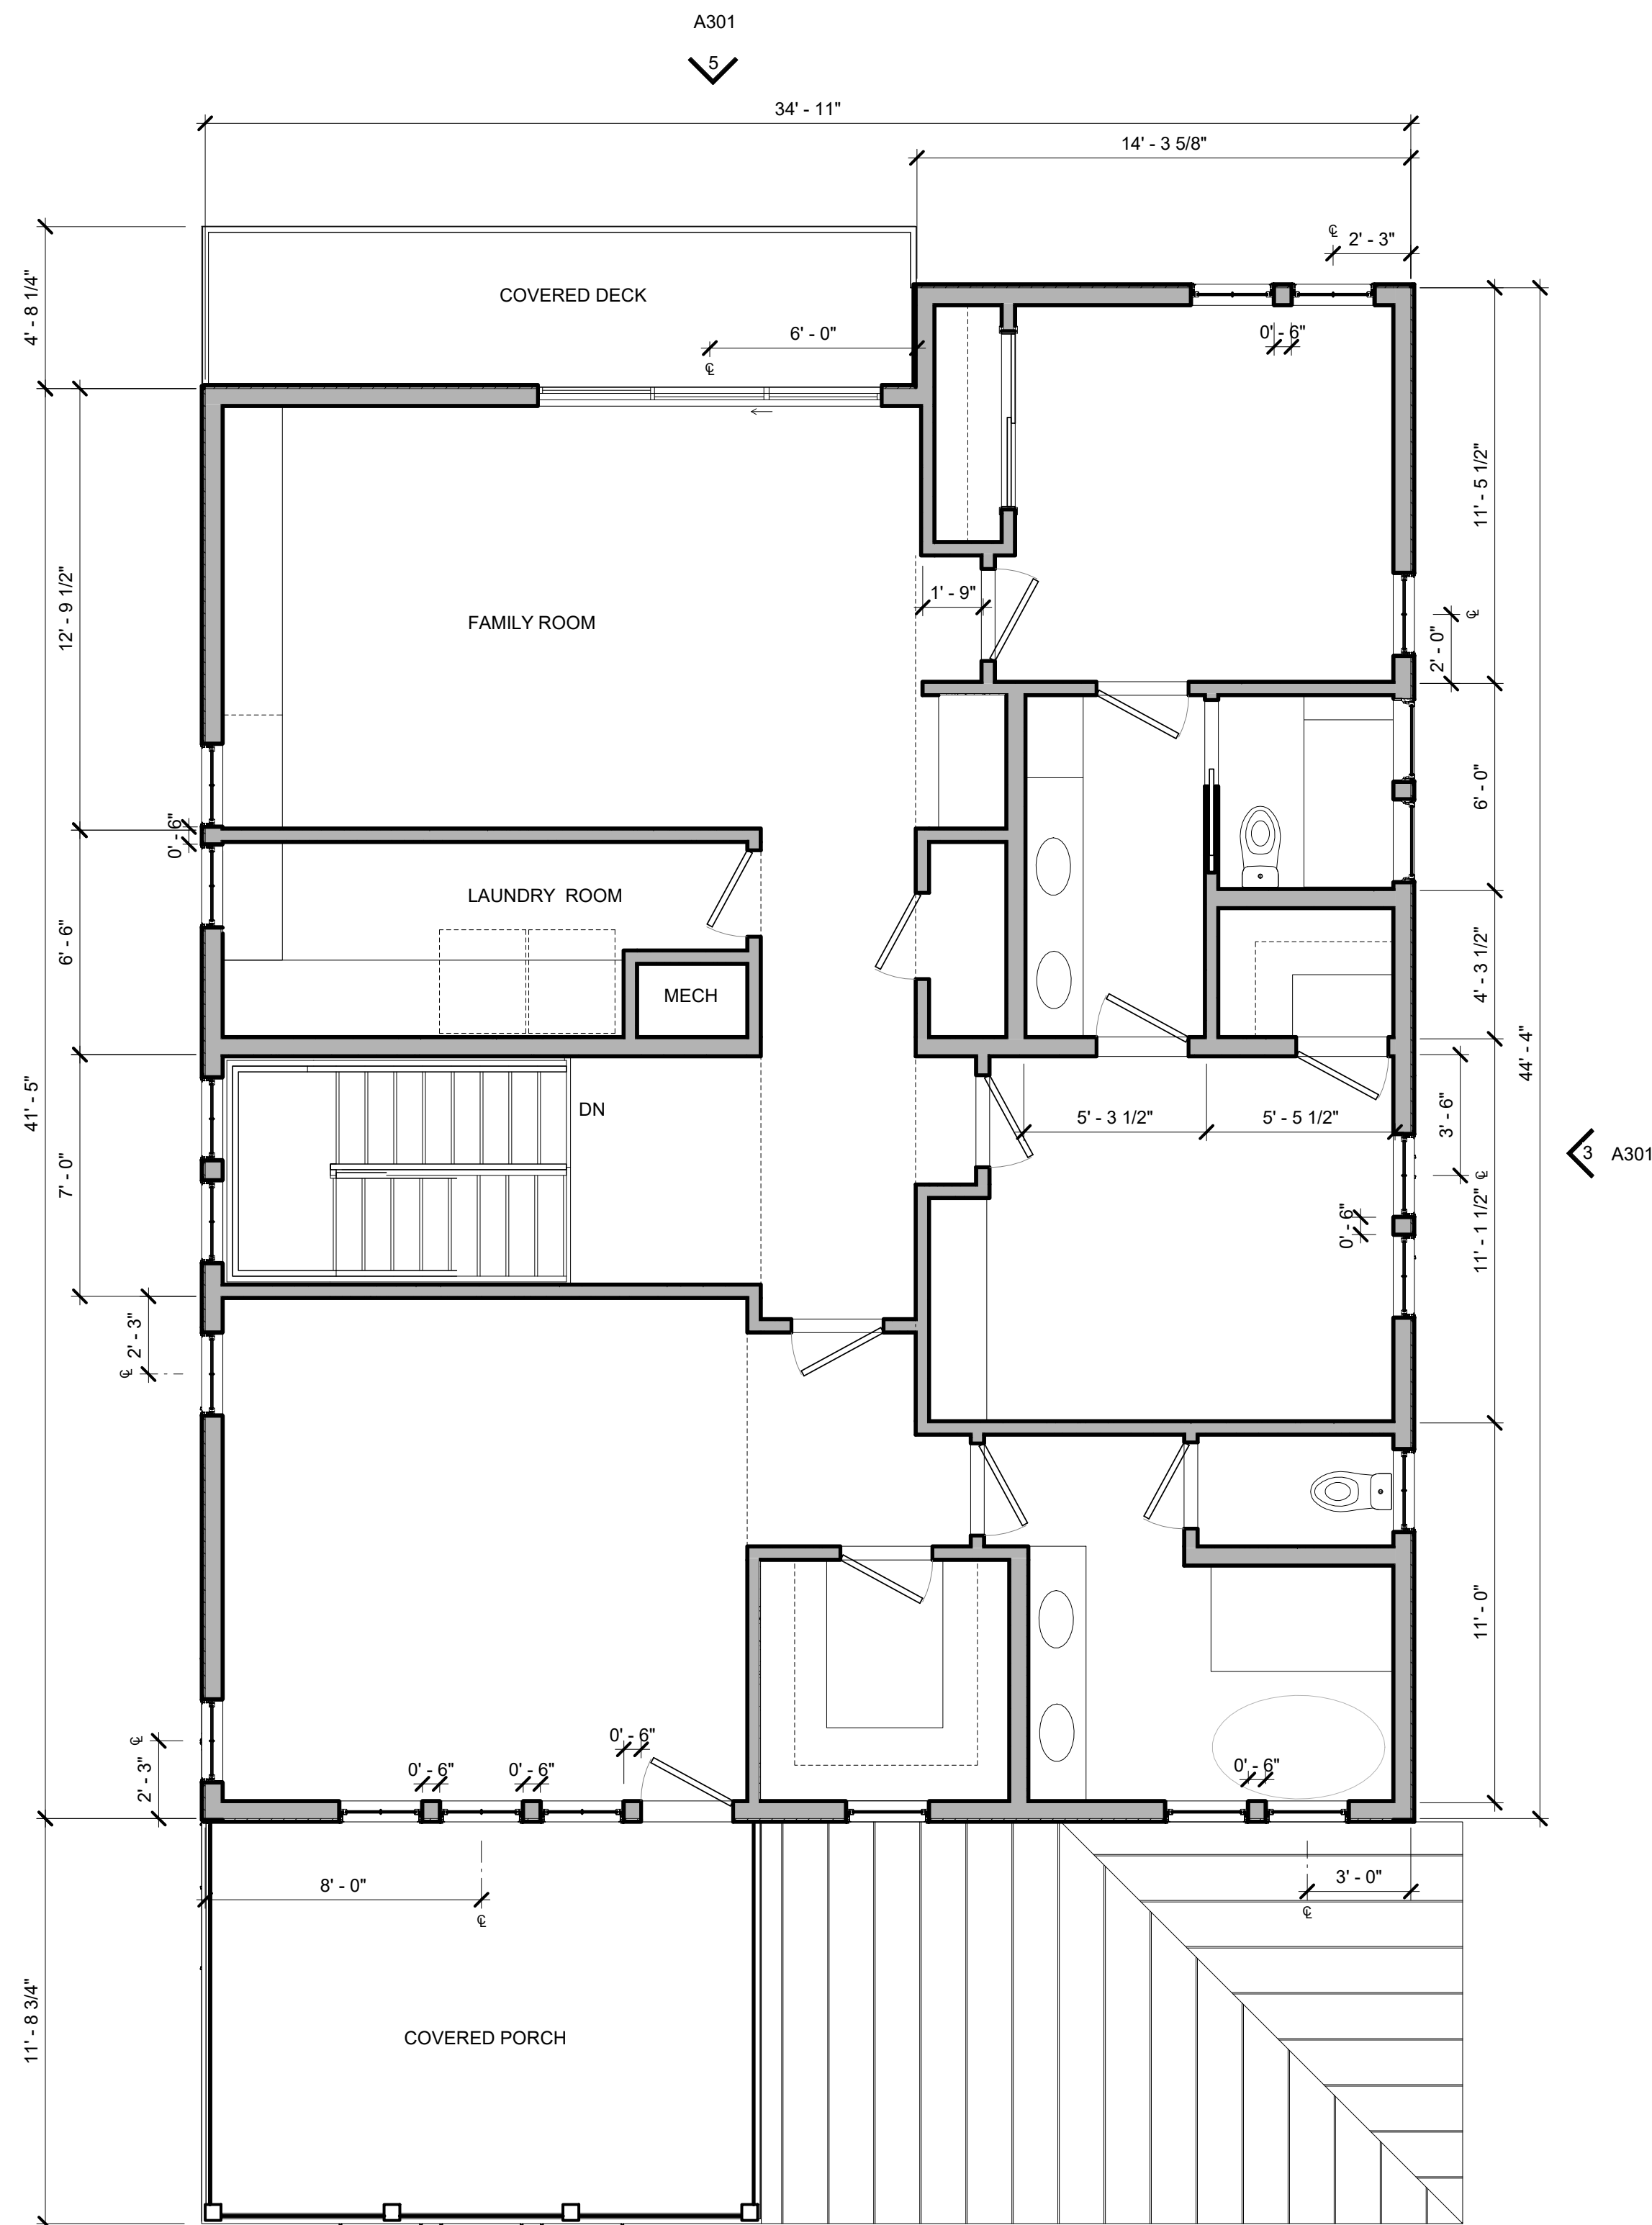 A301
5
34' - 11"
14' - 3 5/8"
℄ 2' - 3"
4' - 8 1/4"
COVERED DECK
6' - 0"
℄
0' - 6"
11' - 5 1/2"
12' - 9 1/2"
FAMILY ROOM
1' - 9"
℄
2' - 0"
6' - 0"
0' - 6"
LAUNDRY ROOM
6' - 6"
MECH
4' - 3 1/2"
44' - 4"
41' - 5"
DN
5' - 3 1/2"
5' - 5 1/2"
3' - 6"
3 A301
7' - 0"
℄
0' - 6"
11' - 1 1/2"
2' - 3"
℄
11' - 0"
℄
2' - 3"
0' - 6"
0' - 6"
0' - 6"
0' - 6"
8' - 0"
℄
3' - 0"
℄
11' - 8 3/4"
COVERED PORCH